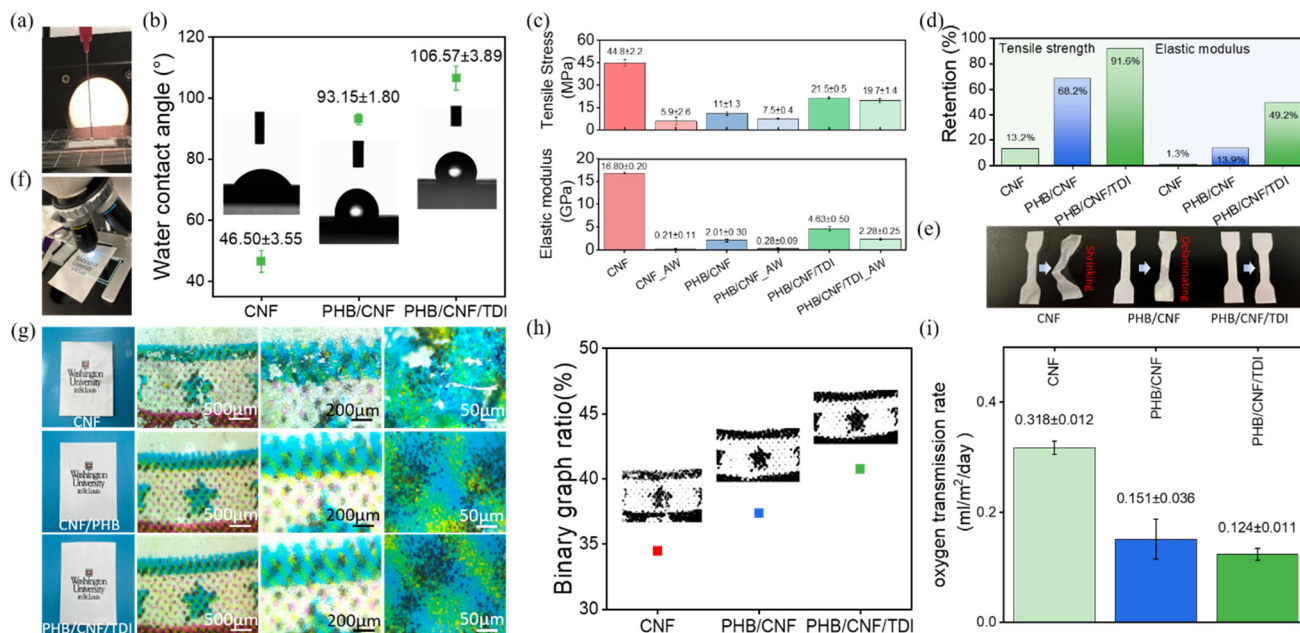 (a)
(b)
Water contact angle (°)
120
100
80
60
40
46.50±3.55
93.15±1.80
106.57±3.89
CNF
PHB/CNF
PHB/CNF/TDI
(c)
Tensile Stress
(MPa)
60
45
30
15
0
44.8±2.2
5.9±2.6
11±1.3
7.5±0.4
21.5±0.5
19.7±1.4
Elastic modulus
(GPa)
20
15
10
5
0
16.80±0.20
0.21±0.11
2.01±0.30
0.28±0.09
4.63±0.50
2.28±0.25
CNF
CNF_AW
PHB/CNF
PHB/CNF_AW
PHB/CNF/TDI
PHB/CNF/TDI_AW
(d)
Retention (%)
100
80
60
40
20
0
Tensile strength
Elastic modulus
13.2%
68.2%
91.6%
1.3%
13.9%
49.2%
CNF
PHB/CNF
PHB/CNF/TDI
CNF
PHB/CNF
PHB/CNF/TDI
(e)
Shrinking
Delaminating
CNF
PHB/CNF
PHB/CNF/TDI
(f)
(g)
Washington
University
in St. Louis
CNF
500μm
200μm
50μm
Washington
University
in St. Louis
CNF/PHB
500μm
200μm
50μm
Washington
University
in St. Louis
PHB/CNF/TDI
500μm
200μm
50μm
(h)
Binary graph ratio(%)
50
45
40
35
30
CNF
PHB/CNF
PHB/CNF/TDI
(i)
oxygen transmission rate
(ml/m²/day)
0.4
0.2
0.0
CNF
PHB/CNF
PHB/CNF/TDI
0.318±0.012
0.151±0.036
0.124±0.011